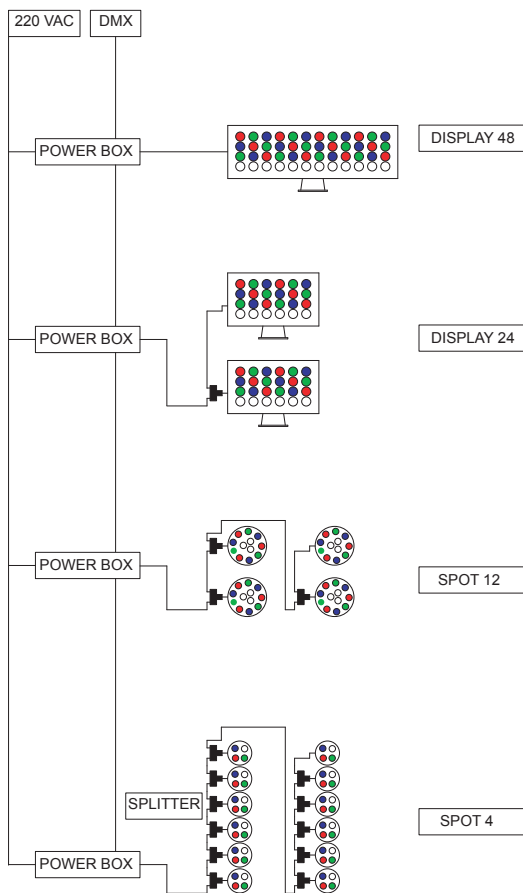 220 VAC
DMX
POWER BOX
DISPLAY 48
POWER BOX
DISPLAY 24
POWER BOX
SPOT 12
SPLITTER
SPOT 4
POWER BOX